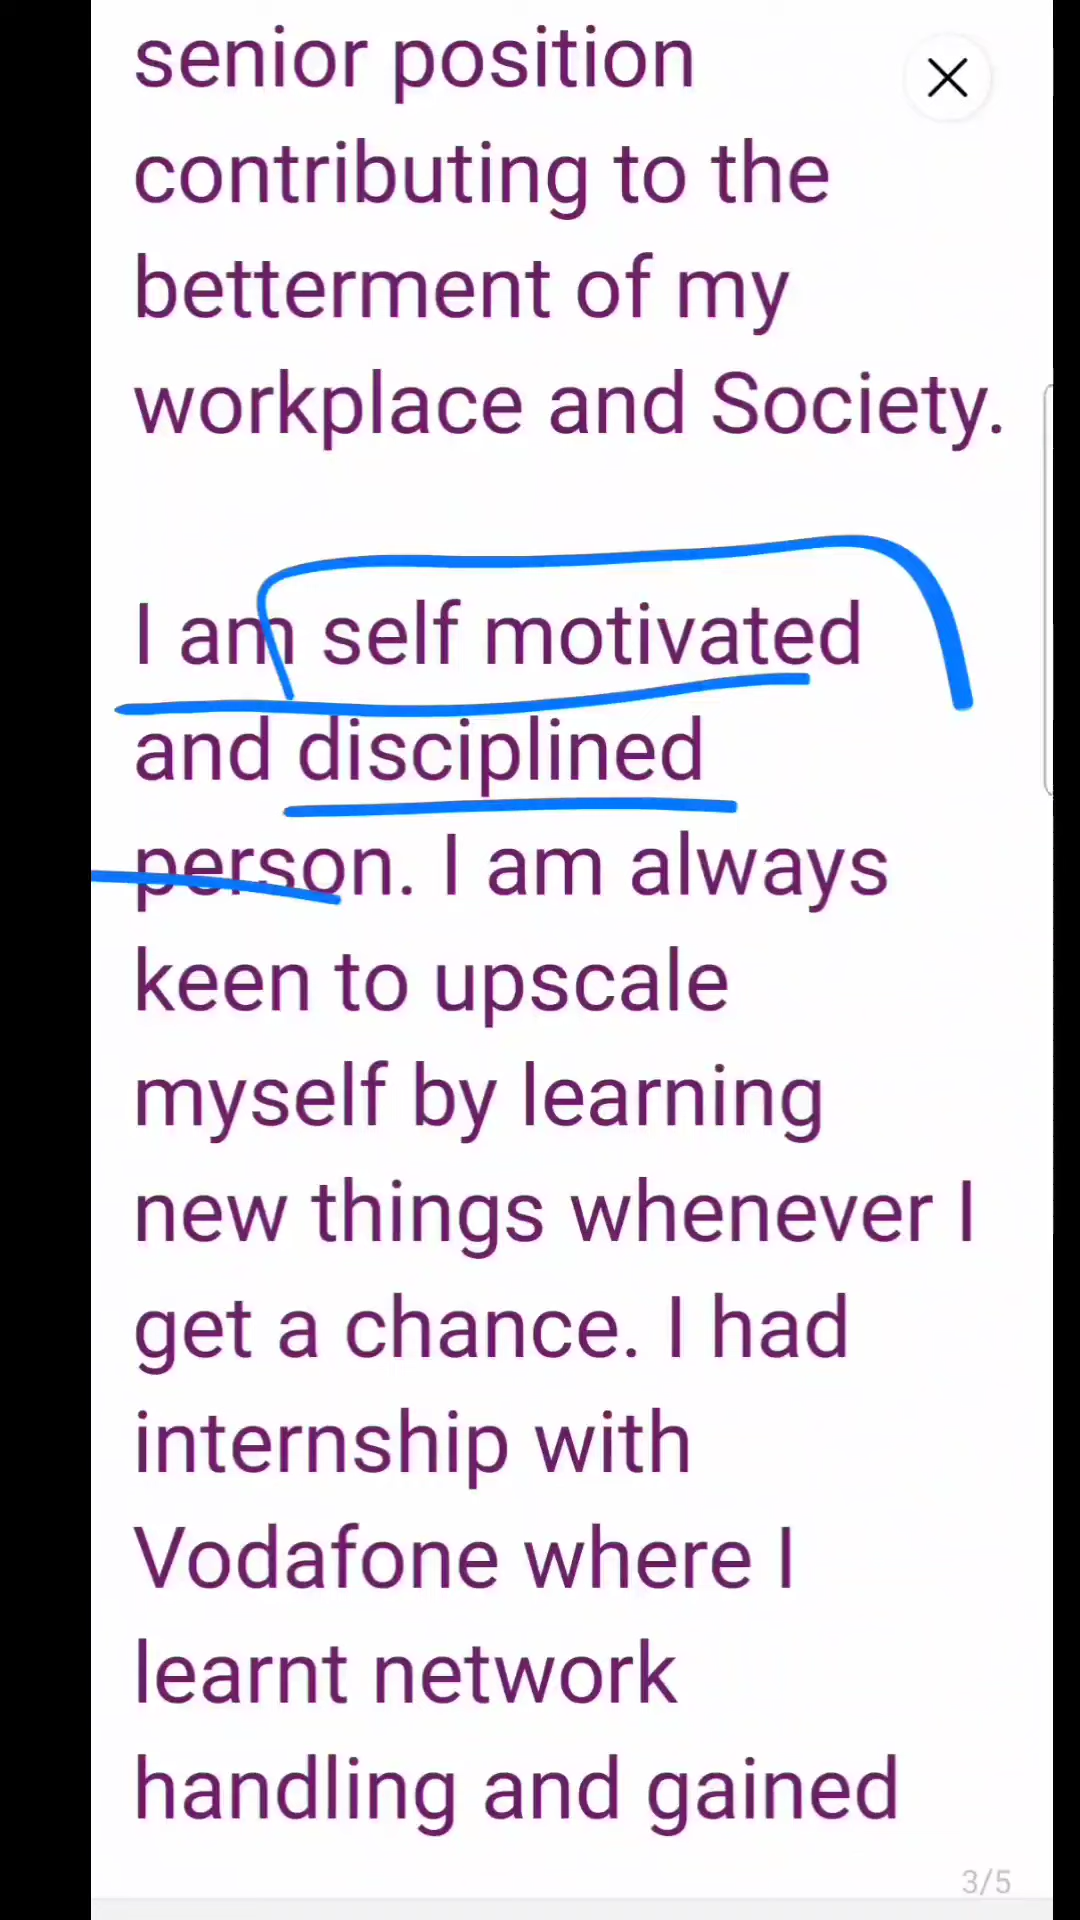 senior position
contributing to the
betterment of my
workplace and Society.
I am self motivated
and disciplined
person. I am always
keen to upscale
myself by learning
new things whenever I
get a chance. I had
internship with
Vodafone where I
learnt network
handling and gained
3/5